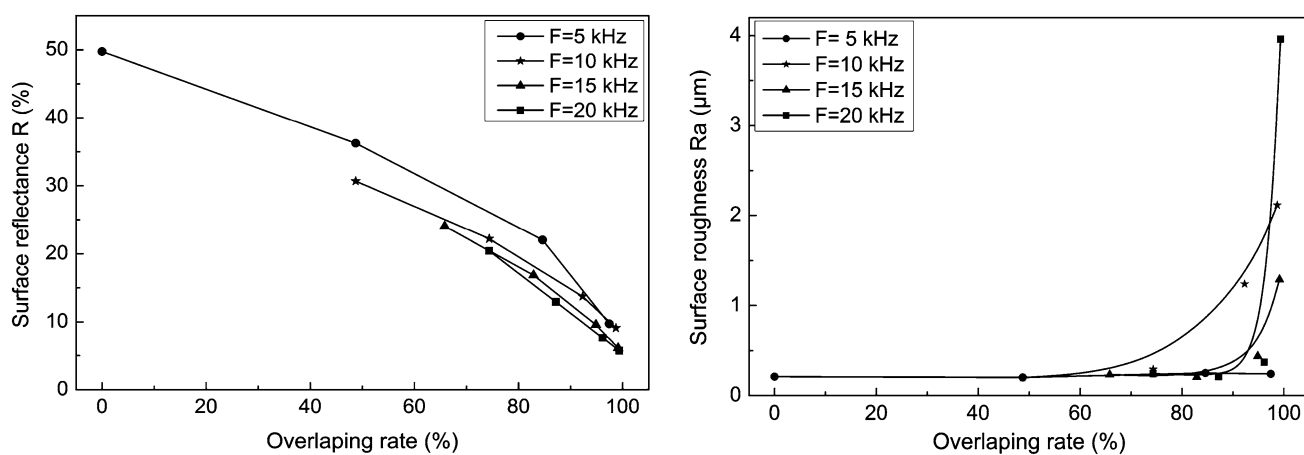 Surface reflectance R (%)
50
40
30
20
10
0
F=5 kHz
F=10 kHz
F=15 kHz
F=20 kHz
0 20 40 60 80 100
Overlaping rate (%)
Surface roughness Ra (µm)
4
3
2
1
0
F= 5 kHz
F=10 kHz
F=15 kHz
F=20 kHz
0 20 40 60 80 100
Overlaping rate (%)